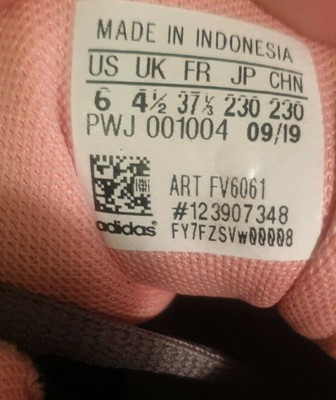 MADE IN INDONESIA
US UK FR JP CHN
6 4½ 37⅓ 230 230
PWJ 001004 09/19
ART FV6061
#123907348
adidas FY7FZSVw00008